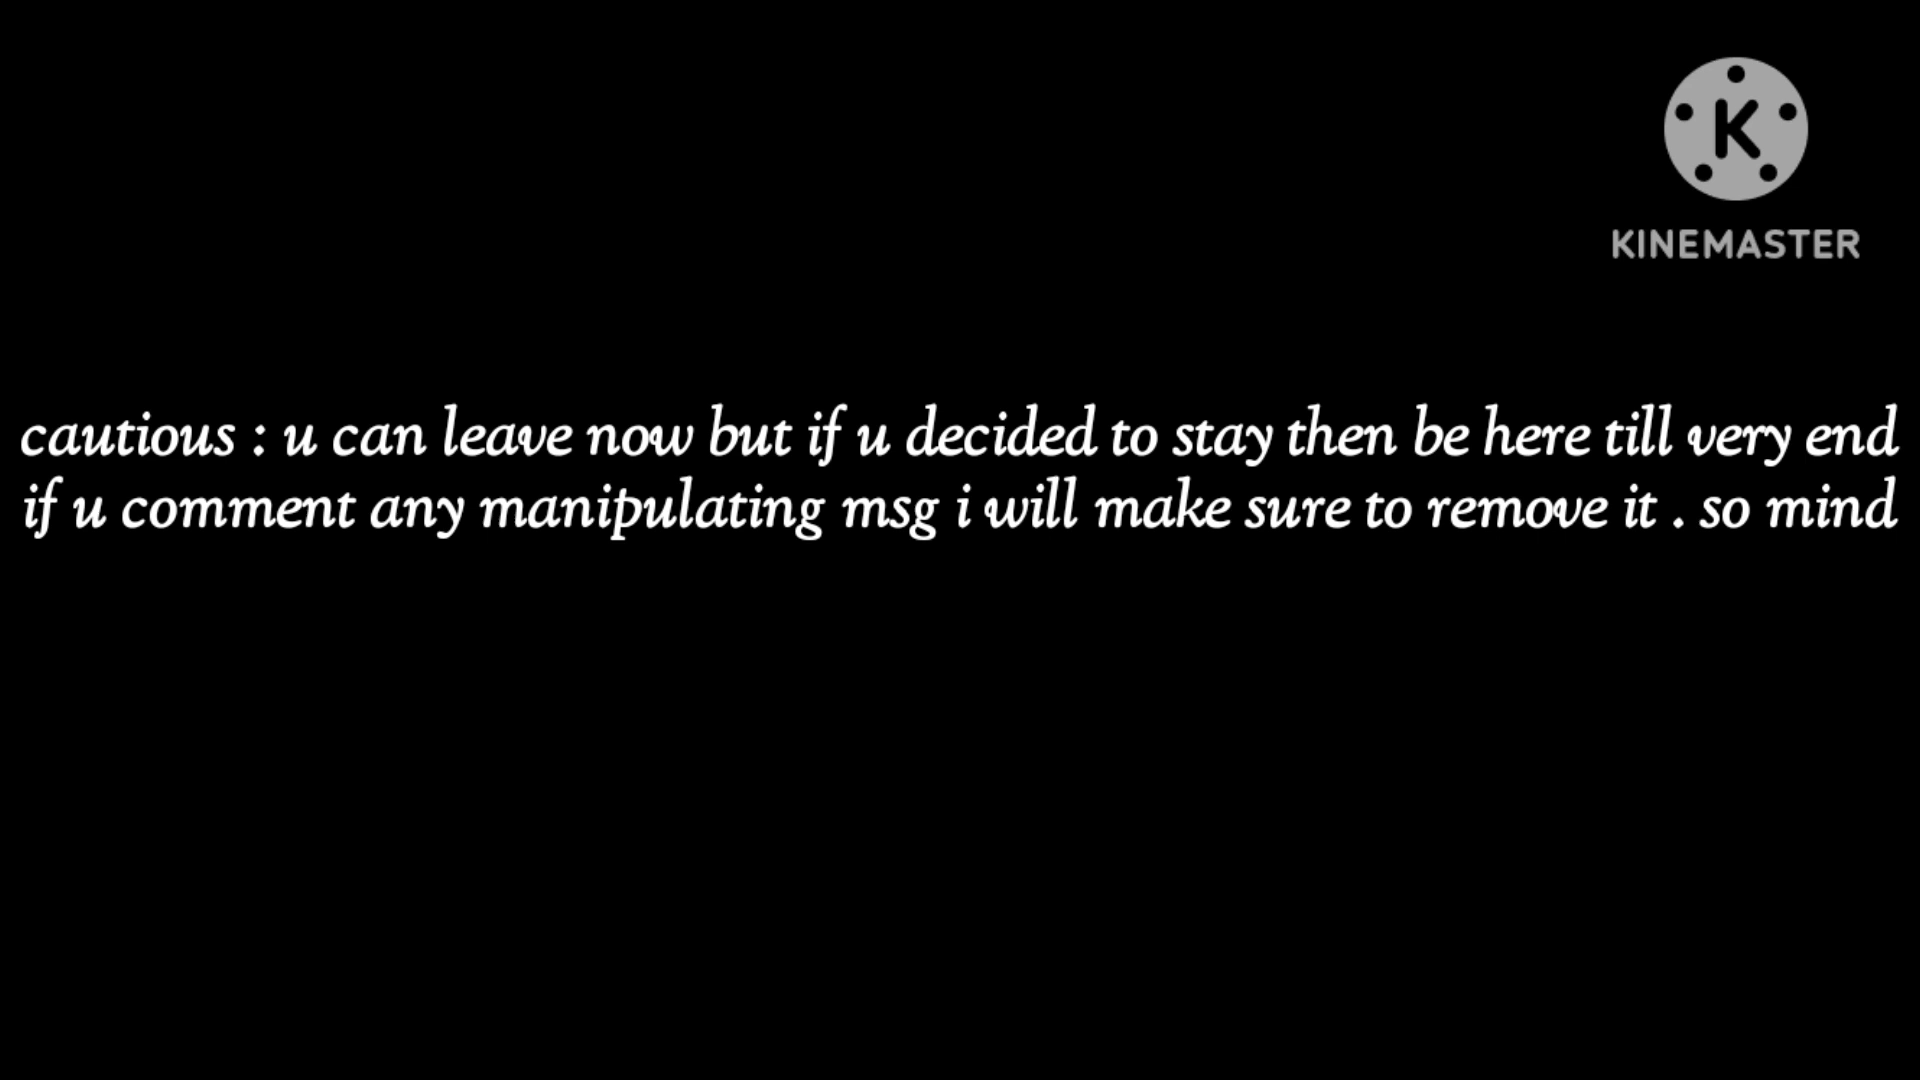 K
KINEMASTER
cautious : u can leave now but if u decided to stay then be here till very end
if u comment any manipulating msg i will make sure to remove it . so mind